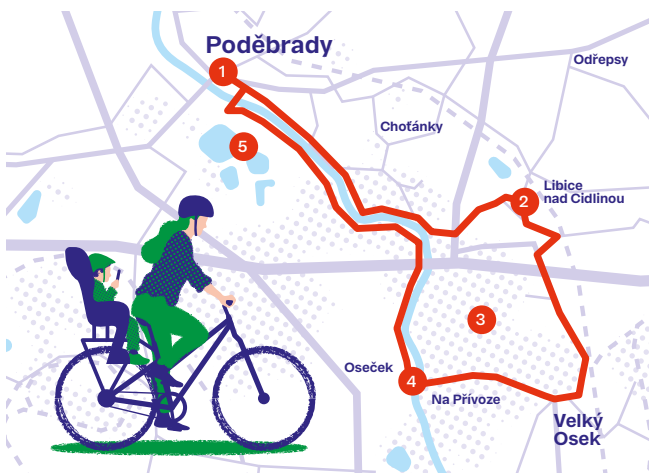 Poděbrady
1
Odřepsy
Choťánky
5
Libice
nad Cidlinou
2
3
Oseček
4
Na Přívoze
Velký
Osek